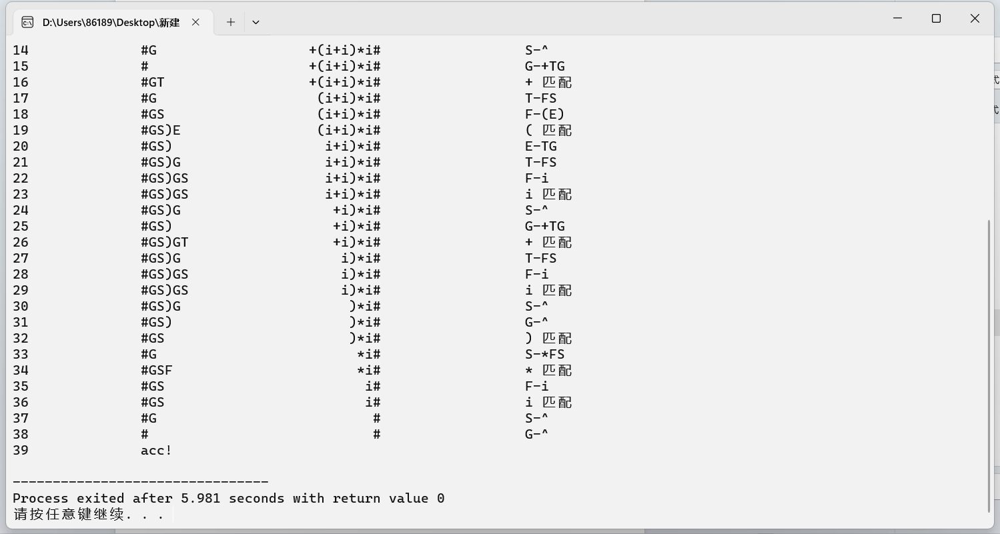 D:\Users\86189\Desktop\新建
14 #G +(i+i)*i# S-^
15 # +(i+i)*i# G-+TG
16 #GT +(i+i)*i# + 匹配
17 #G (i+i)*i# T-FS
18 #GS (i+i)*i# F-(E)
19 #GS)E (i+i)*i# ( 匹配
20 #GS) i+i)*i# E-TG
21 #GS)G i+i)*i# T-FS
22 #GS)GS i+i)*i# F-i
23 #GS)GS i+i)*i# i 匹配
24 #GS)G +i)*i# S-^
25 #GS) +i)*i# G-+TG
26 #GS)GT +i)*i# + 匹配
27 #GS)G i)*i# T-FS
28 #GS)GS i)*i# F-i
29 #GS)GS i)*i# i 匹配
30 #GS)G )*i# S-^
31 #GS) )*i# G-^
32 #GS )*i# ) 匹配
33 #G *i# S-*FS
34 #GSF *i# * 匹配
35 #GS i# F-i
36 #GS i# i 匹配
37 #G # S-^
38 # # G-^
39 acc!
--------------------------------
Process exited after 5.981 seconds with return value 0
请按任意键继续. . .